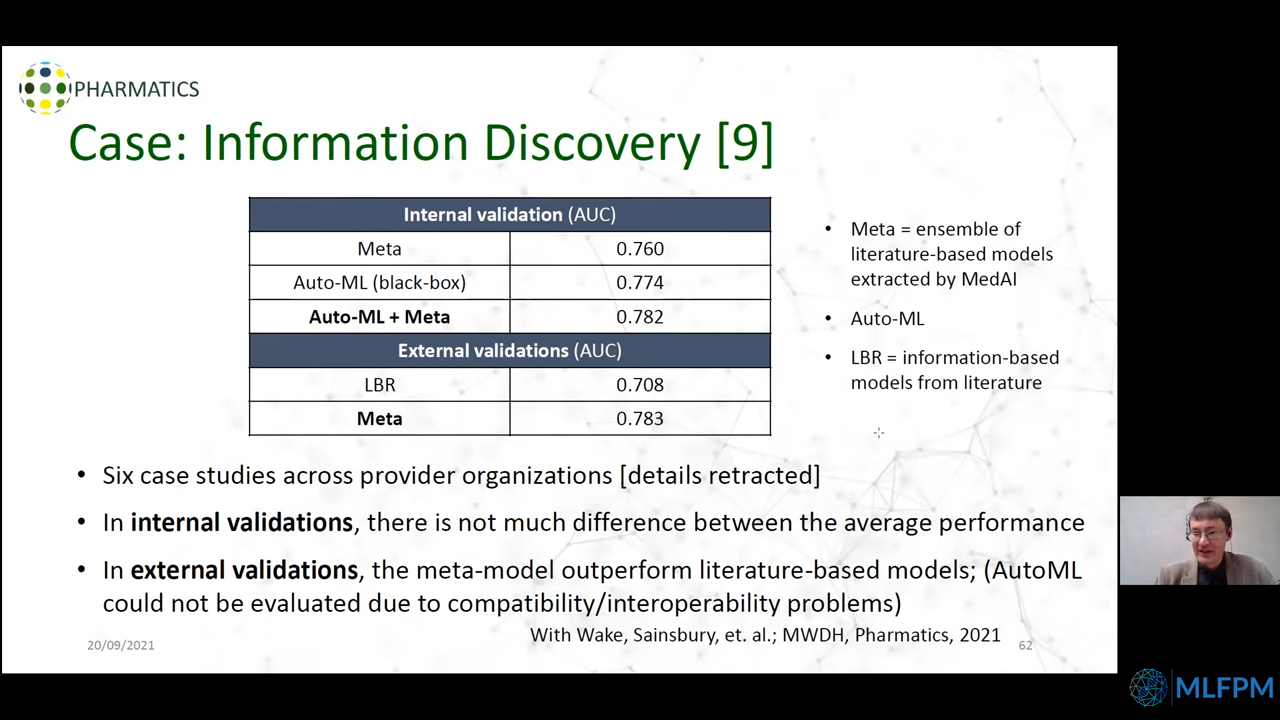 PHARMATICS
Case: Information Discovery [9]
Internal validation (AUC)
Meta 0.760
Auto-ML (black-box) 0.774
Auto-ML + Meta 0.782
External validations (AUC)
LBR 0.708
Meta 0.783
• Meta = ensemble of
literature-based models
extracted by MedAI
• Auto-ML
• LBR = information-based
models from literature
• Six case studies across provider organizations [details retracted]
• In internal validations, there is not much difference between the average performance
• In external validations, the meta-model outperform literature-based models; (AutoML
could not be evaluated due to compatibility/interoperability problems)
With Wake, Sainsbury, et. al.; MWDH, Pharmatics, 2021
20/09/2021
62
MLFPM